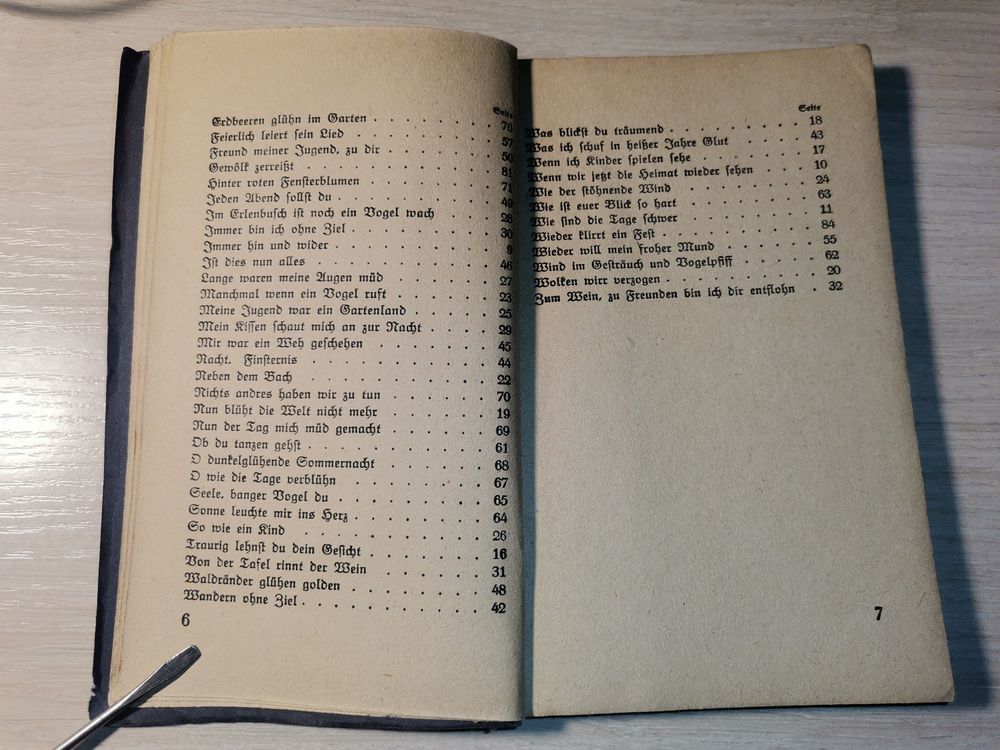 Seite
Erdbeeren glühn im Garten . . . . . . . 76
Feierlich leiert sein Lied . . . . . . . . 57
Freund meiner Jugend, zu dir . . . . . . 50
Gewölk zerreißt . . . . . . . . . . . 81
Hinter roten Fensterblumen . . . . . . . 71
Jeden Abend sollst du . . . . . . . . . 49
Im Erlenbusch ist noch ein Vogel wach . . . 28
Immer bin ich ohne Ziel . . . . . . . . 30
Immer hin und wider . . . . . . . . . 9
Ist dies nun alles . . . . . . . . . . 46
Lange waren meine Augen müd . . . . . . 27
Manchmal wenn ein Vogel ruft . . . . . . 23
Meine Jugend war ein Gartenland . . . . . 25
Mein Kissen schaut mich an zur Nacht . . . . 29
Mir war ein Weh geschehen . . . . . . . 45
Nacht. Finsternis . . . . . . . . . . 44
Neben dem Bach . . . . . . . . . . 22
Nichts andres haben wir zu tun . . . . . . 70
Nun blüht die Welt nicht mehr . . . . . . 19
Nun der Tag mich müd gemacht . . . . . . 69
Ob du tanzen gehst . . . . . . . . . . 61
O dunkelglühende Sommernacht . . . . . . 68
O wie die Tage verblühn . . . . . . . 67
Seele, banger Vogel du . . . . . . . . 65
Sonne leuchte mir ins Herz . . . . . . . 64
So wie ein Kind . . . . . . . . . . 26
Traurig lehnst du dein Gesicht . . . . . . 16
Von der Tafel rinnt der Wein . . . . . . 31
Waldränder glühen golden . . . . . . . 48
Wandern ohne Ziel . . . . . . . . . . 42
6
Seite
Was blickst du träumend . . . . . . . 18
Was ich schuf in heißer Jahre Glut . . . . 43
Wenn ich Kinder spielen sehe . . . . . . 17
Wenn wir jetzt die Heimat wieder sehen . . . 10
Wie der stöhnende Wind . . . . . . . 24
Wie ist euer Blick so hart . . . . . . . 63
Wie sind die Tage schwer . . . . . . . 11
Wieder klirrt ein Fest . . . . . . . . 84
Wieder will mein froher Mund . . . . . . 55
Wind im Gesträuch und Vogelpfiff . . . . . 62
Wolken wirr verzogen . . . . . . . . . 20
Zum Wein, zu Freunden bin ich dir entflohn . 32
7